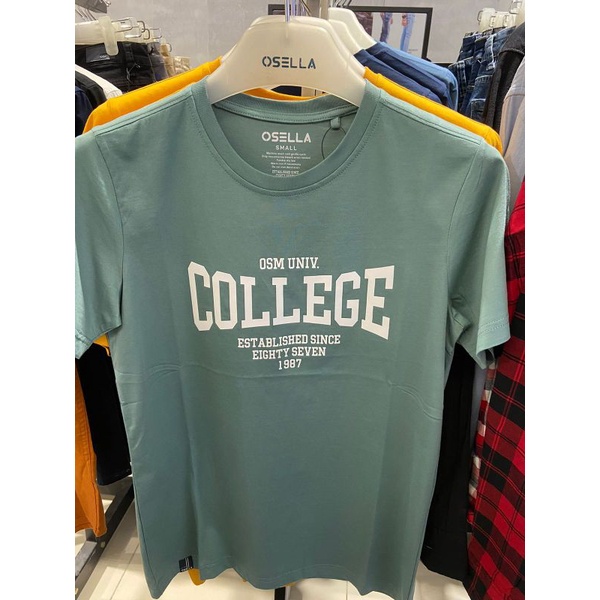 OSELLA
OSELLA
SMALL
OSM UNIV.
COLLEGE
ESTABLISHED SINCE
EIGHTY SEVEN
1987